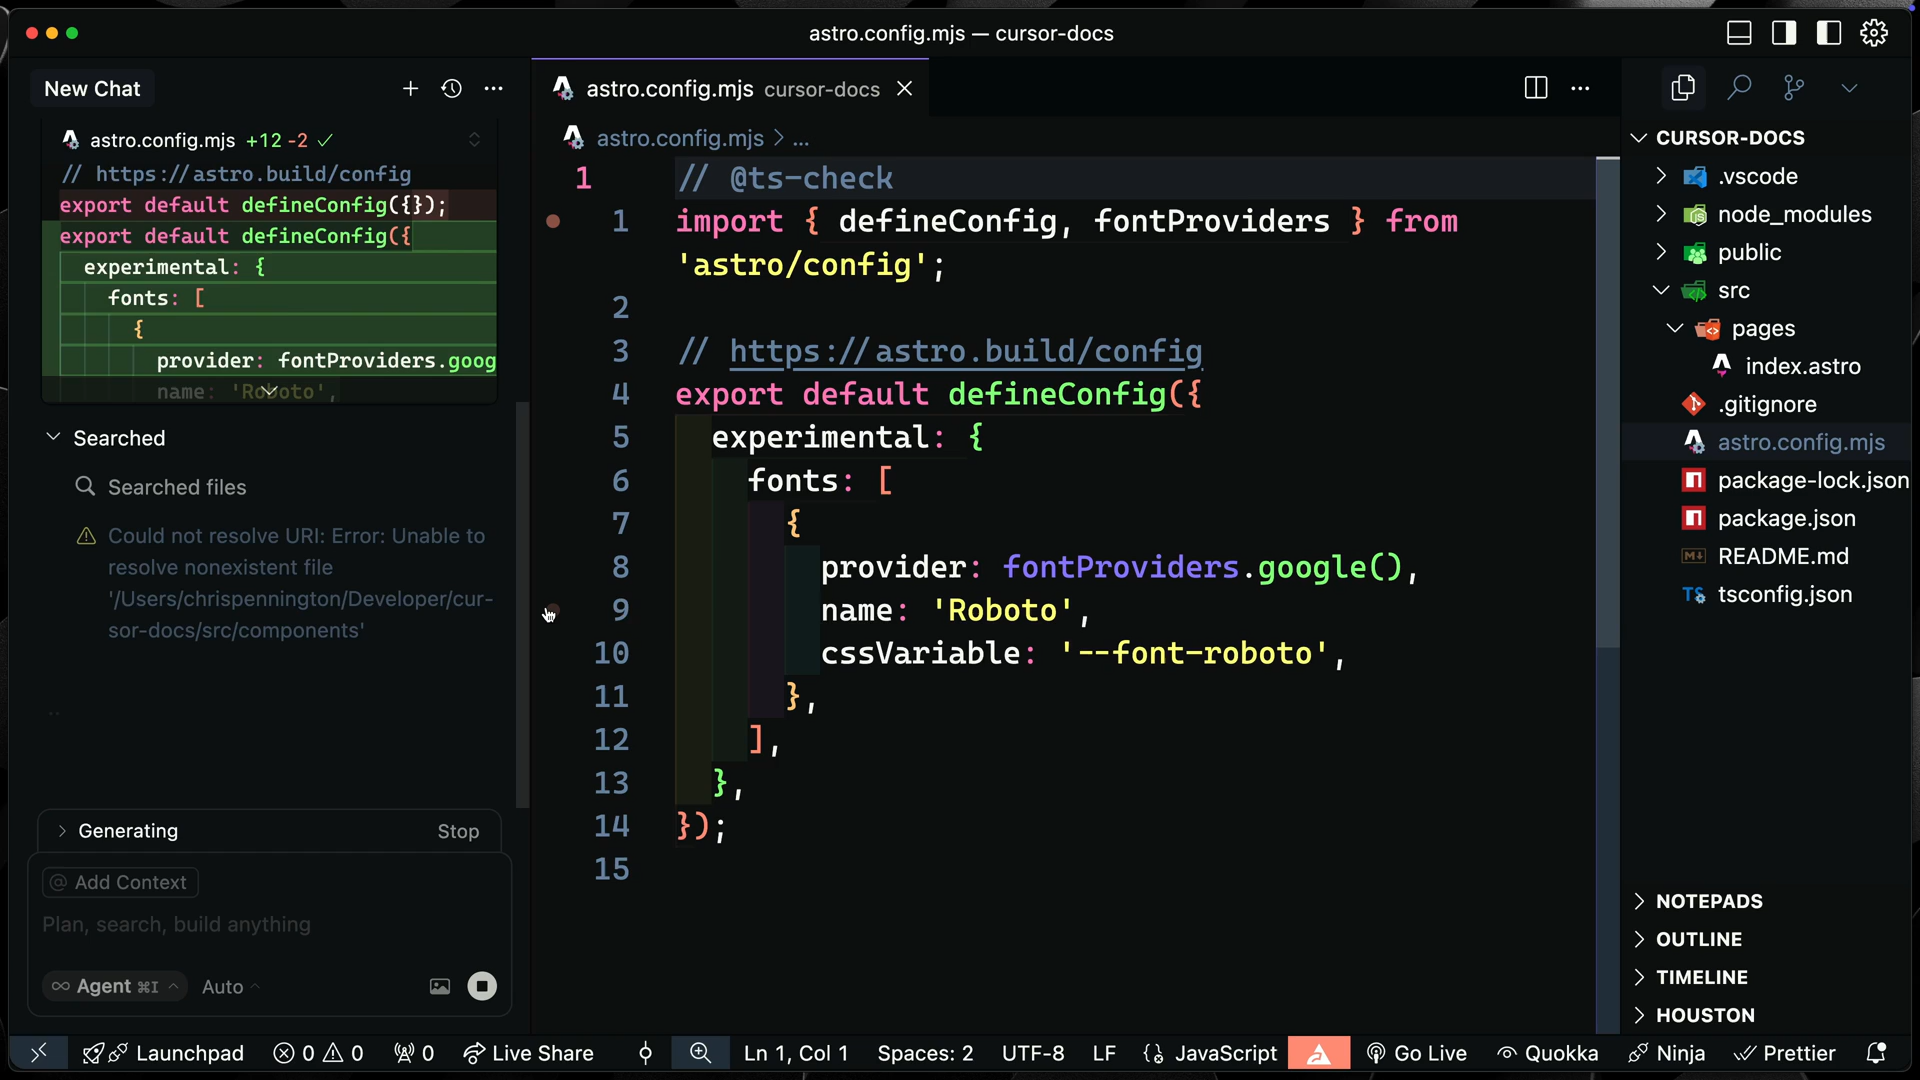 astro.config.mjs — cursor-docs
New Chat
astro.config.mjs +12 -2
// https://astro.build/config
export default defineConfig({});
export default defineConfig({
experimental: {
fonts: [
{
provider: fontProviders.goog
name: 'Roboto',
Searched
Searched files
Could not resolve URI: Error: Unable to
resolve nonexistent file
'/Users/chrispennington/Developer/cur-
sor-docs/src/components'
Generating Stop
@ Add Context
Plan, search, build anything
∞ Agent ⌘I Auto
astro.config.mjs cursor-docs
astro.config.mjs > ...
1 // @ts-check
1 import { defineConfig, fontProviders } from
'astro/config';
2
3 // https://astro.build/config
4 export default defineConfig({
5 experimental: {
6 fonts: [
7 {
8 provider: fontProviders.google(),
9 name: 'Roboto',
10 cssVariable: '--font-roboto',
11 },
12 ],
13 },
14 });
15
CURSOR-DOCS
.vscode
node_modules
public
src
pages
index.astro
.gitignore
astro.config.mjs
package-lock.json
package.json
README.md
TS tsconfig.json
NOTEPADS
OUTLINE
TIMELINE
HOUSTON
Launchpad 0 0 0 Live Share Ln 1, Col 1 Spaces: 2 UTF-8 LF JavaScript Go Live Quokka Ninja Prettier